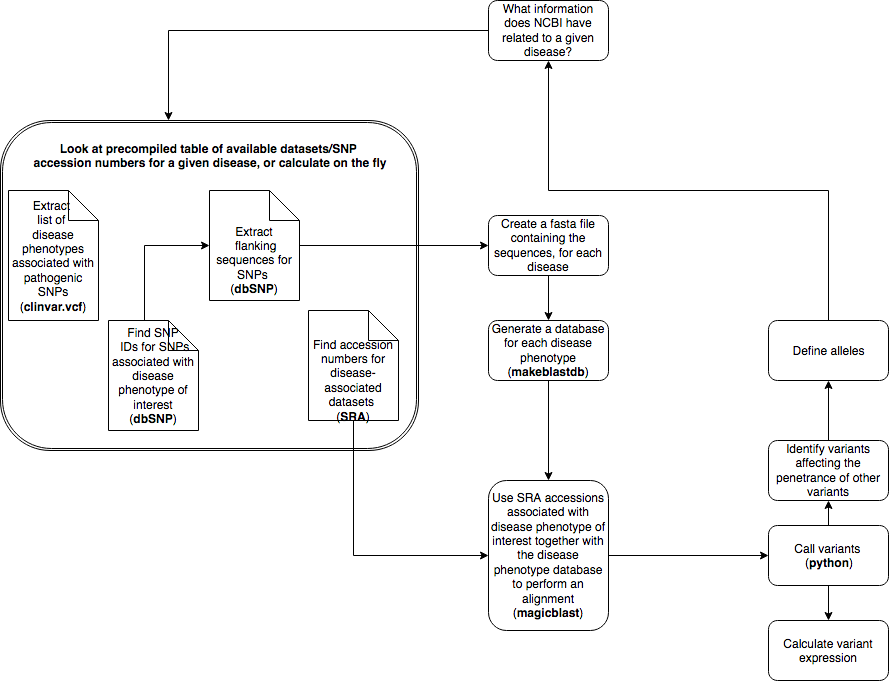 What information
does NCBI have
related to a given
disease?
Look at precompiled table of available datasets/SNP
accession numbers for a given disease, or calculate on the fly
Extract
list of
disease
phenotypes
associated with
pathogenic
SNPs
(clinvar.vcf)
Find SNP
IDs for SNPs
associated with
disease
phenotype of
interest
(dbSNP)
Extract
flanking
sequences for
SNPs
(dbSNP)
Find accession
numbers for
disease-
associated
datasets
(SRA)
Create a fasta file
containing the
sequences, for each
disease
Generate a database
for each disease
phenotype
(makeblastdb)
Use SRA accessions
associated with
disease phenotype of
interest together with
the disease
phenotype database
to perform an
alignment
(magicblast)
Define alleles
Identify variants
affecting the
penetrance of other
variants
Call variants
(python)
Calculate variant
expression